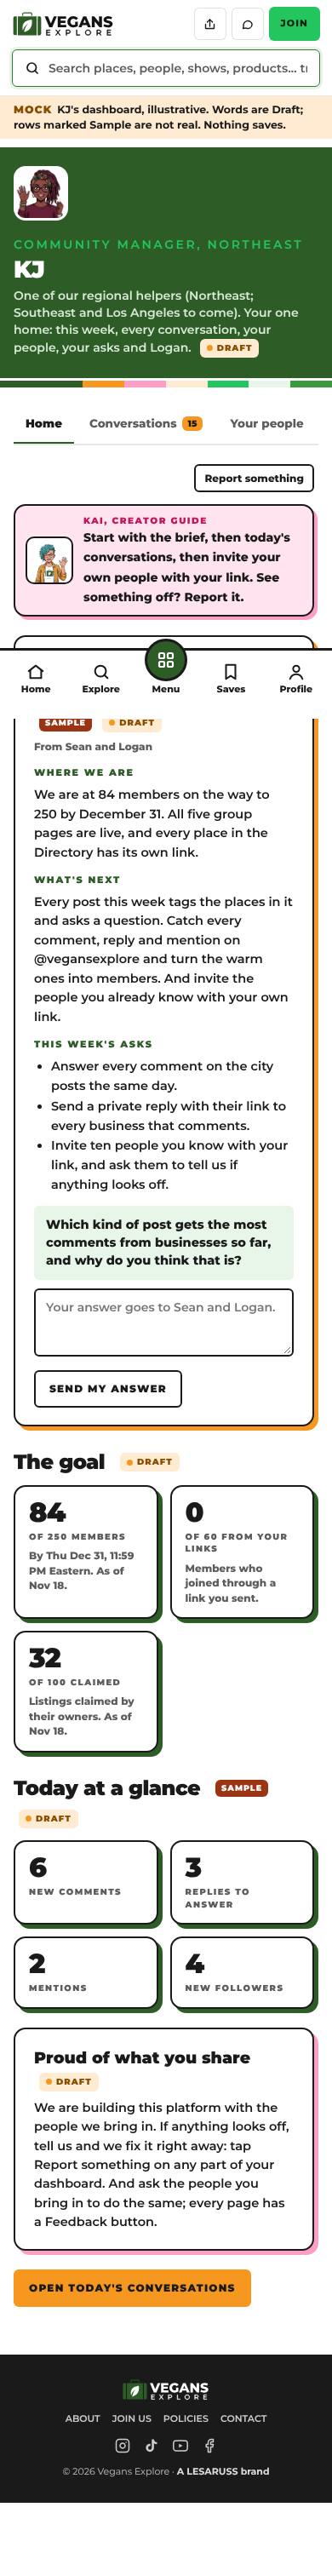 VEGANS
EXPLORE
JOIN
Search places, people, shows, products... tr
MOCK KJ's dashboard, illustrative. Words are Draft;
rows marked Sample are not real. Nothing saves.
COMMUNITY MANAGER, NORTHEAST
KJ
One of our regional helpers (Northeast;
Southeast and Los Angeles to come). Your one
home: this week, every conversation, your
people, your asks and Logan. DRAFT
Home Conversations 15 Your people
Report something
KAI, CREATOR GUIDE
Start with the brief, then today's
conversations, then invite your
own people with your link. See
something off? Report it.
Home Explore Menu Saves Profile
SAMPLE DRAFT
From Sean and Logan
WHERE WE ARE
We are at 84 members on the way to
250 by December 31. All five group
pages are live, and every place in the
Directory has its own link.
WHAT'S NEXT
Every post this week tags the places in it
and asks a question. Catch every
comment, reply and mention on
@vegansexplore and turn the warm
ones into members. And invite the
people you already know with your own
link.
THIS WEEK'S ASKS
• Answer every comment on the city
posts the same day.
• Send a private reply with their link to
every business that comments.
• Invite ten people you know with your
link, and ask them to tell us if
anything looks off.
Which kind of post gets the most
comments from businesses so far,
and why do you think that is?
Your answer goes to Sean and Logan.
SEND MY ANSWER
The goal DRAFT
84
OF 250 MEMBERS
By Thu Dec 31, 11:59
PM Eastern. As of
Nov 18.
0
OF 60 FROM YOUR
LINKS
Members who
joined through a
link you sent.
32
OF 100 CLAIMED
Listings claimed by
their owners. As of
Nov 18.
Today at a glance SAMPLE
DRAFT
6
NEW COMMENTS
3
REPLIES TO
ANSWER
2
MENTIONS
4
NEW FOLLOWERS
Proud of what you share
DRAFT
We are building this platform with the
people we bring in. If anything looks off,
tell us and we fix it right away: tap
Report something on any part of your
dashboard. And ask the people you
bring in to do the same; every page has
a Feedback button.
OPEN TODAY'S CONVERSATIONS
VEGANS
EXPLORE
ABOUT JOIN US POLICIES CONTACT
© 2026 Vegans Explore · A LESARUSS brand